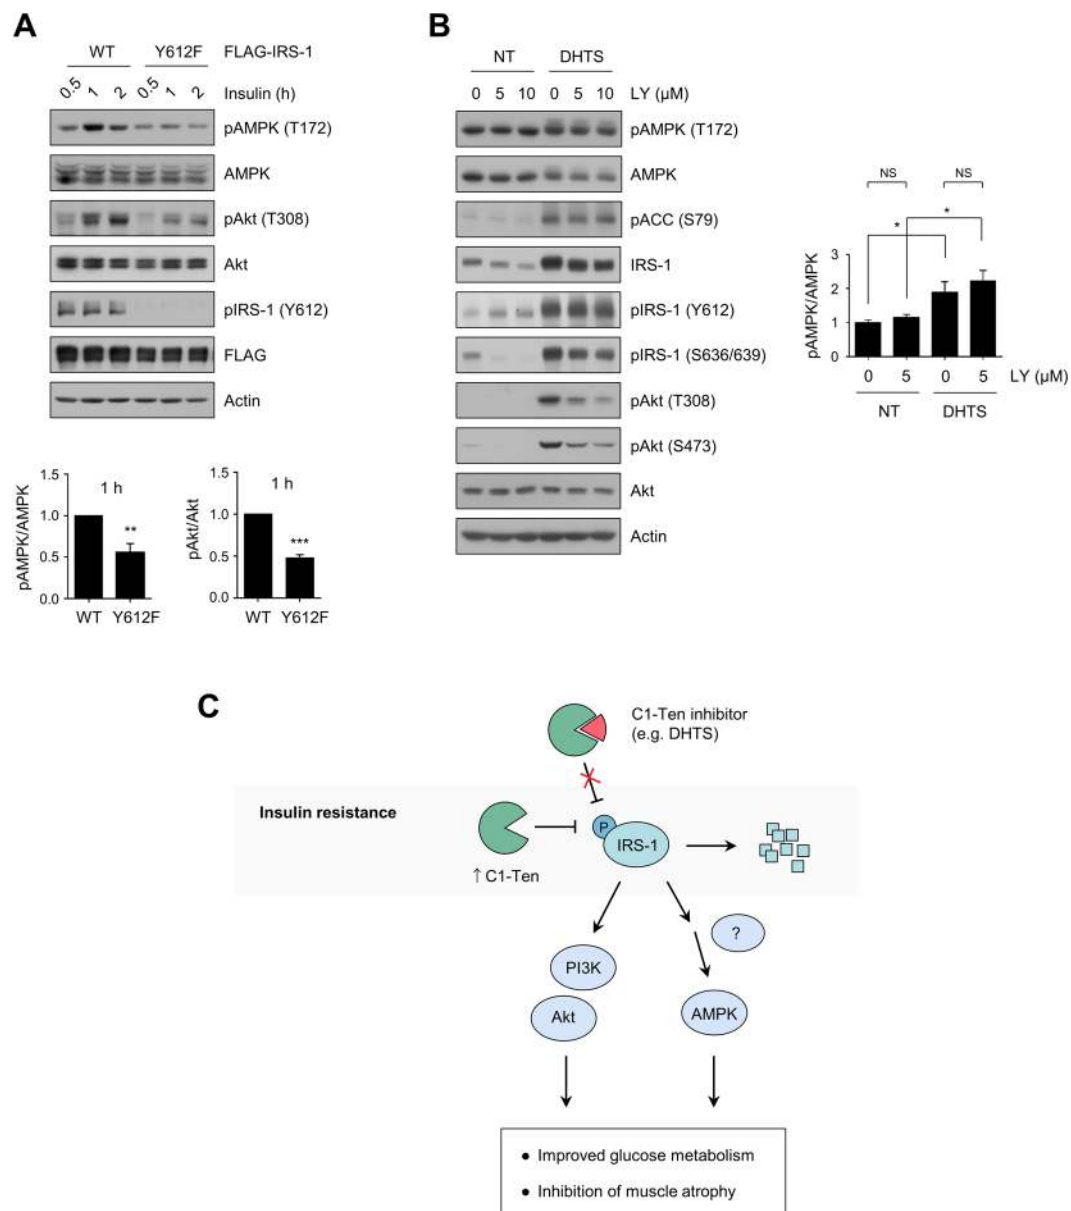 A
WT Y612F FLAG-IRS-1
0.5 1 2 0.5 1 2 Insulin (h)
pAMPK (T172)
AMPK
pAkt (T308)
Akt
pIRS-1 (Y612)
FLAG
Actin
pAMPK/AMPK
1.5
1.0
0.5
0.0
1 h
**
WT Y612F
pAkt/Akt
1.5
1.0
0.5
0.0
1 h
***
WT Y612F
B
NT DHTS
0 5 10 0 5 10 LY (µM)
pAMPK (T172)
AMPK
pACC (S79)
IRS-1
pIRS-1 (Y612)
pIRS-1 (S636/639)
pAkt (T308)
pAkt (S473)
Akt
Actin
NS NS
*
*
pAMPK/AMPK
3
2
1
0
0 5 0 5 LY (µM)
NT DHTS
C
C1-Ten inhibitor
(e.g. DHTS)
Insulin resistance
P
IRS-1
↑ C1-Ten
?
PI3K
Akt
AMPK
● Improved glucose metabolism
● Inhibition of muscle atrophy